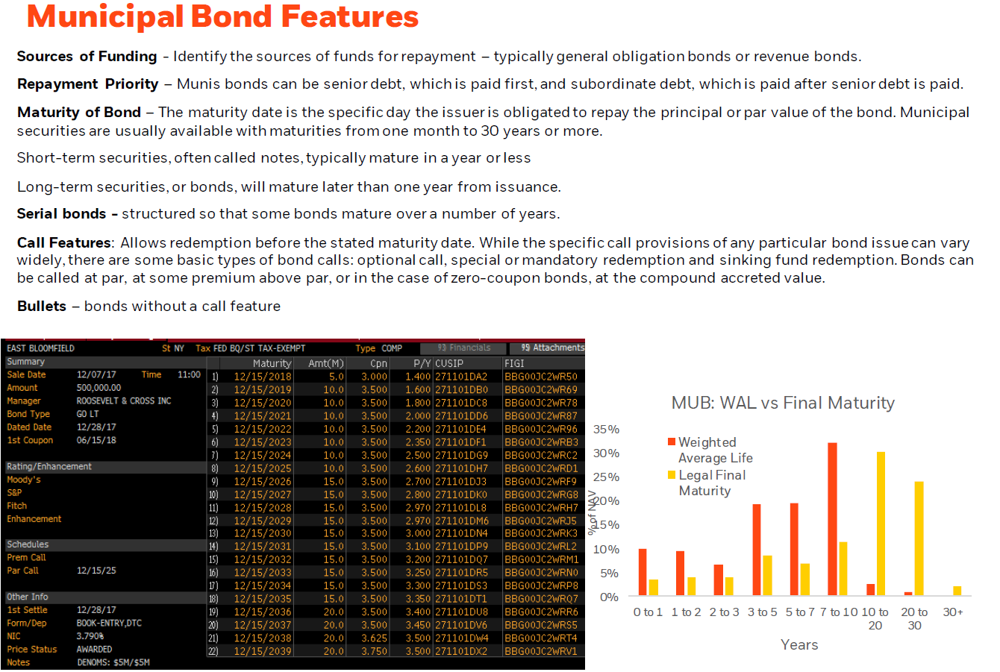 Municipal Bond Features
Sources of Funding - Identify the sources of funds for repayment – typically general obligation bonds or revenue bonds.
Repayment Priority – Munis bonds can be senior debt, which is paid first, and subordinate debt, which is paid after senior debt is paid.
Maturity of Bond – The maturity date is the specific day the issuer is obligated to repay the principal or par value of the bond. Municipal
securities are usually available with maturities from one month to 30 years or more.
Short-term securities, often called notes, typically mature in a year or less
Long-term securities, or bonds, will mature later than one year from issuance.
Serial bonds - structured so that some bonds mature over a number of years.
Call Features: Allows redemption before the stated maturity date. While the specific call provisions of any particular bond issue can vary
widely, there are some basic types of bond calls: optional call, special or mandatory redemption and sinking fund redemption. Bonds can
be called at par, at some premium above par, or in the case of zero-coupon bonds, at the compound accreted value.
Bullets – bonds without a call feature
EAST BLOOMFIELD St NY Tax FED BQ/ST TAX-EXEMPT Type COMP 93) Financials 95) Attachments
Summary
Sale Date 12/07/17 Time 11:00
Amount 500,000.00
Manager ROOSEVELT & CROSS INC
Bond Type GO LT
Dated Date 12/28/17
1st Coupon 06/15/18
Rating/Enhancement
Moody's
S&P
Fitch
Enhancement
Schedules
Prem Call
Par Call 12/15/25
Other Info
1st Settle 12/28/17
Form/Dep BOOK-ENTRY,DTC
NIC 3.790%
Price Status AWARDED
Notes DENOMS: $5M/$5M
Maturity Amt(M) Cpn P/Y CUSIP FIGI
1) 12/15/2018 5.0 3.000 1.400 271101DA2 BBG00JC2WR50
2) 12/15/2019 10.0 3.500 1.600 271101DB0 BBG00JC2WR69
3) 12/15/2020 10.0 3.500 1.800 271101DC8 BBG00JC2WR78
4) 12/15/2021 10.0 3.500 2.000 271101DD6 BBG00JC2WR87
5) 12/15/2022 10.0 3.500 2.200 271101DE4 BBG00JC2WR96
6) 12/15/2023 10.0 3.500 2.350 271101DF1 BBG00JC2WRB3
7) 12/15/2024 10.0 3.500 2.500 271101DG9 BBG00JC2WRC2
8) 12/15/2025 10.0 3.500 2.600 271101DH7 BBG00JC2WRD1
9) 12/15/2026 15.0 3.500 2.700 271101DJ3 BBG00JC2WRF9
10) 12/15/2027 15.0 3.500 2.800 271101DK0 BBG00JC2WRG8
11) 12/15/2028 15.0 3.500 2.970 271101DL8 BBG00JC2WRH7
12) 12/15/2029 15.0 3.500 2.970 271101DM6 BBG00JC2WRJ5
13) 12/15/2030 15.0 3.500 3.000 271101DN4 BBG00JC2WRK3
14) 12/15/2031 15.0 3.500 3.100 271101DP9 BBG00JC2WRL2
15) 12/15/2032 15.0 3.500 3.200 271101DQ7 BBG00JC2WRM1
16) 12/15/2033 15.0 3.500 3.250 271101DR5 BBG00JC2WRN0
17) 12/15/2034 15.0 3.500 3.300 271101DS3 BBG00JC2WRP8
18) 12/15/2035 15.0 3.500 3.350 271101DT1 BBG00JC2WRQ7
19) 12/15/2036 20.0 3.500 3.400 271101DU8 BBG00JC2WRR6
20) 12/15/2037 20.0 3.500 3.450 271101DV6 BBG00JC2WRS5
21) 12/15/2038 20.0 3.625 3.500 271101DW4 BBG00JC2WRT4
22) 12/15/2039 20.0 3.750 3.500 271101DX2 BBG00JC2WRV1
MUB: WAL vs Final Maturity
Weighted
Average Life
Legal Final
Maturity
% of NAV
35%
30%
25%
20%
15%
10%
5%
0%
0 to 1 1 to 2 2 to 3 3 to 5 5 to 7 7 to 10 10 to 20 20 to 30 30+
Years